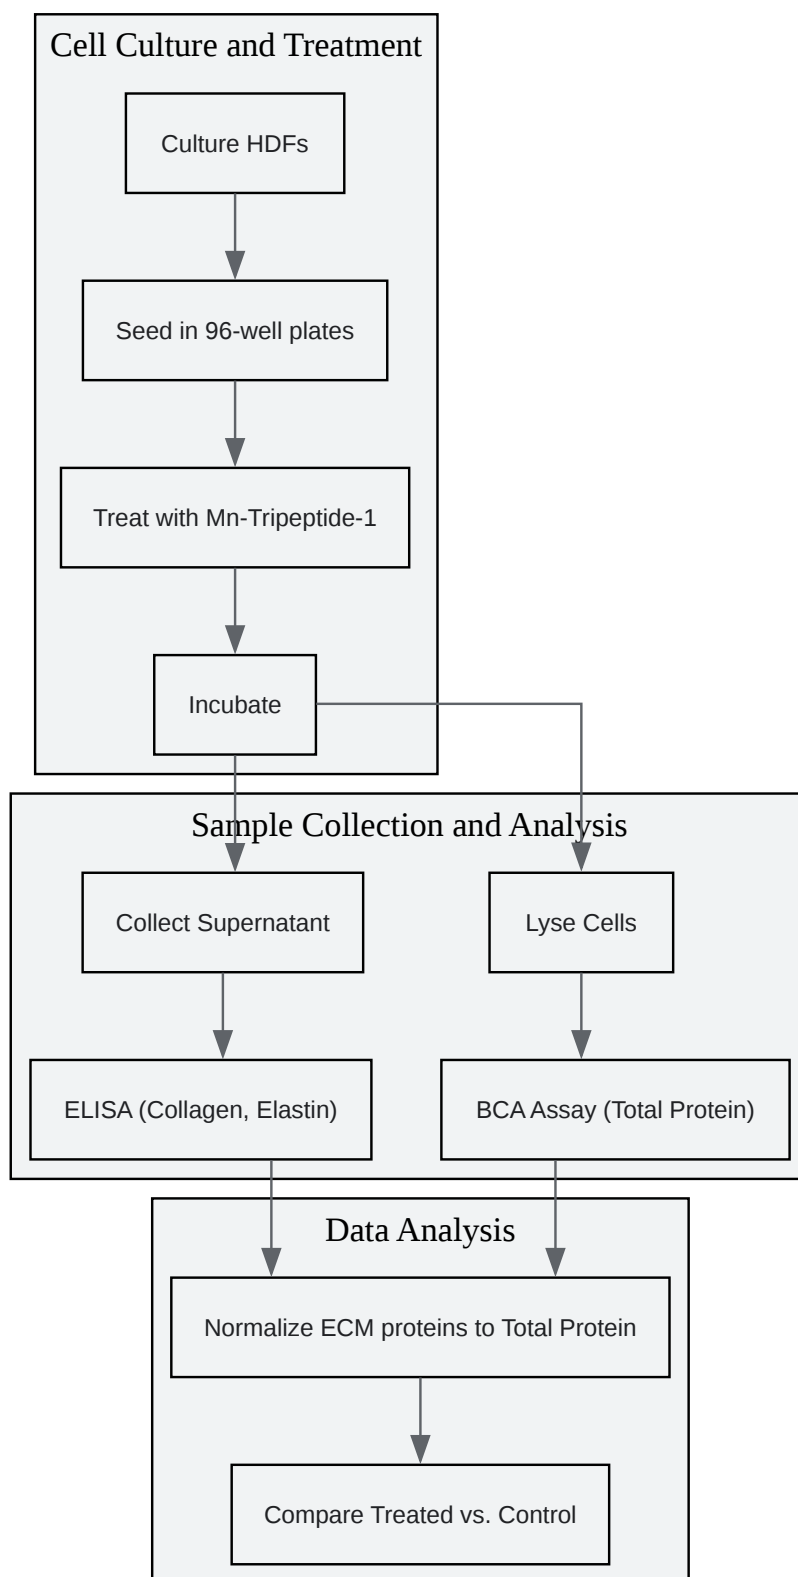 Cell Culture and Treatment
Culture HDFs
Seed in 96-well plates
Treat with Mn-Tripeptide-1
Incubate
Sample Collection and Analysis
Collect Supernatant
Lyse Cells
ELISA (Collagen, Elastin)
BCA Assay (Total Protein)
Data Analysis
Normalize ECM proteins to Total Protein
Compare Treated vs. Control